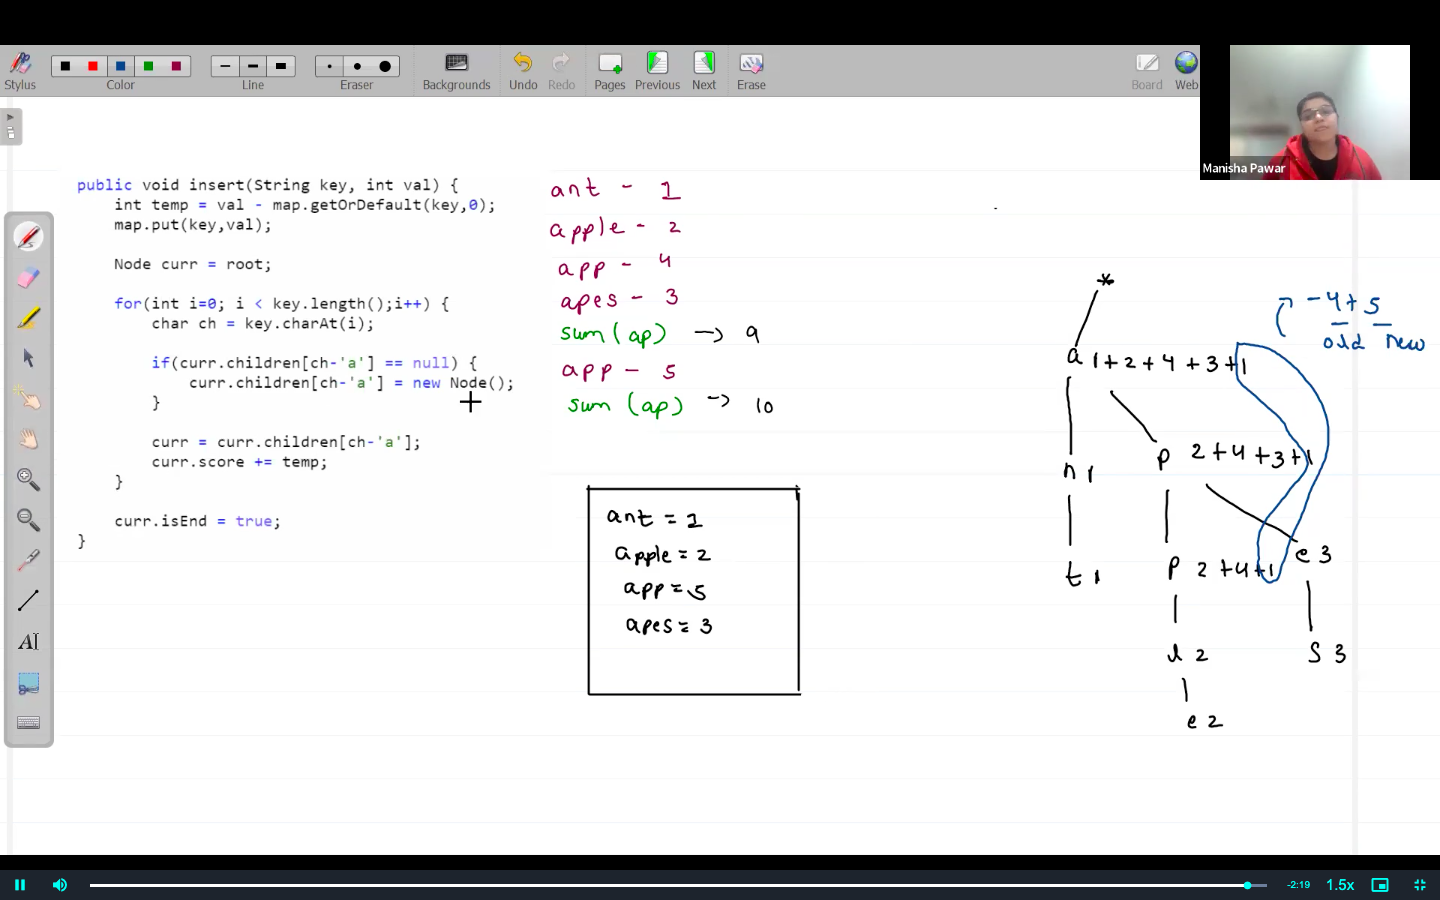 Stylus
Color
Line
Eraser
Backgrounds
Undo
Redo
Pages
Previous
Next
Erase
Board
Web
Manisha Pawar
public void insert(String key, int val) {
int temp = val - map.getOrDefault(key,0);
map.put(key,val);
Node curr = root;
for(int i=0; i < key.length();i++) {
char ch = key.charAt(i);
if(curr.children[ch-'a'] == null) {
curr.children[ch-'a'] = new Node();
}
curr = curr.children[ch-'a'];
curr.score += temp;
}
curr.isEnd = true;
}
ant - 1
apple - 2
app - 4
apes - 3
sum(ap) -> 9
app - 5
sum (ap) -> 10
ant = 1
apple = 2
app = 5
apes = 3
*
-4+5
old new
a 1+2+4+3+1
n 1
p 2+4+3+1
t 1
p 2+4+1
e 3
l 2
s 3
e 2
AI
-2:19
1.5x